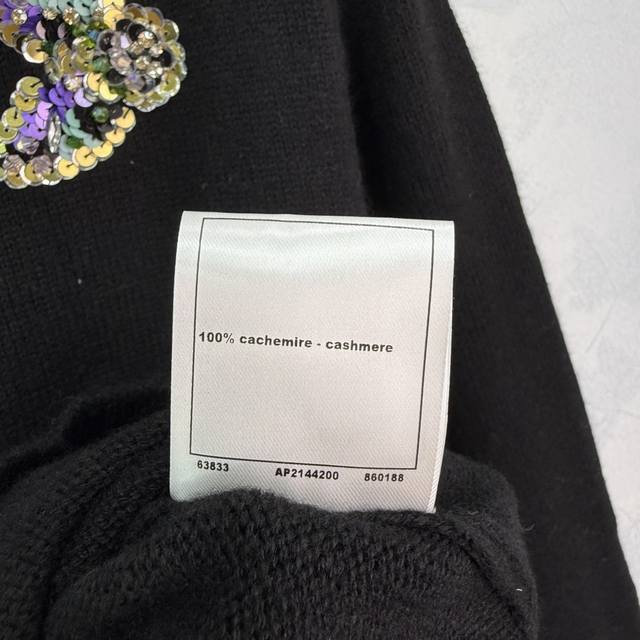 100% cachemire - cashmere
63833 AP2144200 860188